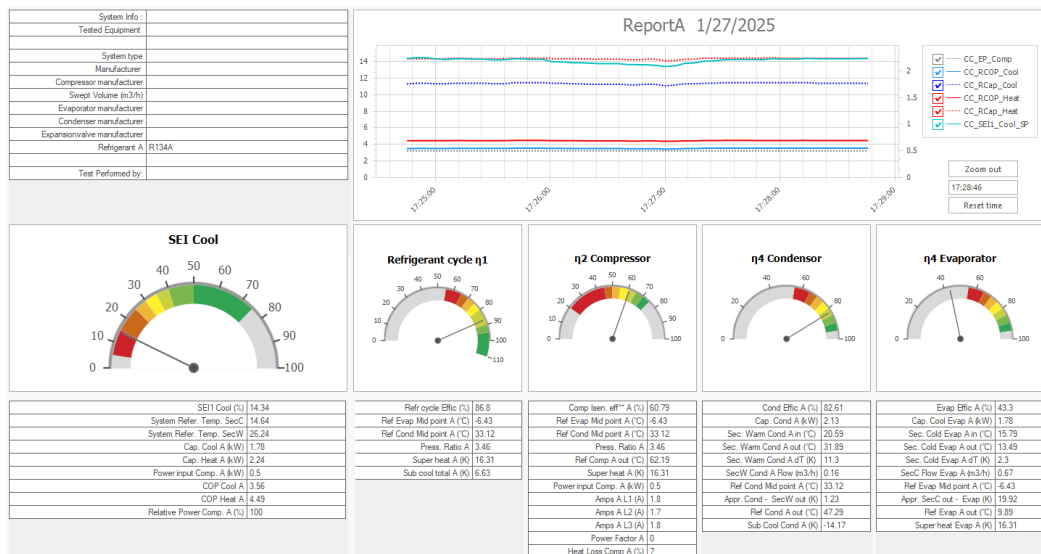 System Info :
Tested Equipment
System type
Manufacturer
Compressor manufacturer
Swept Volume (m3/h)
Evaporator manufacturer
Condenser manufacturer
Expansionvalve manufacturer
Refrigerant A R134A
Test Performed by:
ReportA 1/27/2025
14
12
10
8
6
4
2
0
2
1.5
1
0.5
0
17:25:00
17:26:00
17:27:00
17:28:00
17:29:00
CC_EP_Comp
CC_RCOP_Cool
CC_RCap_Cool
CC_RCOP_Heat
CC_RCap_Heat
CC_SEI1_Cool_SP
Zoom out
17:28:46
Reset time
SEI Cool
0 10 20 30 40 50 60 70 80 90 100
Refrigerant cycle η1
0 10 20 30 40 50 60 70 80 90 100 110
η2 Compressor
0 20 40 60 80 100
η4 Condensor
0 20 40 60 80 100
η4 Evaporator
0 20 40 60 80 100
SEI1 Cool (%) 14.34
System Refer. Temp. SecC 14.64
System Refer. Temp. SecW 26.24
Cap. Cool A (kW) 1.78
Cap. Heat A (kW) 2.24
Power input Comp. A (kW) 0.5
COP Cool A 3.56
COP Heat A 4.49
Relative Power Comp. A (%) 100
Refr cycle Effic (%) 86.8
Ref Evap Mid point A (°C) -6.43
Ref Cond Mid point A (°C) 33.12
Press. Ratio A 3.46
Super heat A (K) 16.31
Sub cool total A (K) 6.63
Comp Isen. eff** A (%) 60.79
Ref Evap Mid point A (°C) -6.43
Ref Cond Mid point A (°C) 33.12
Press. Ratio A 3.46
Ref Comp A out (°C) 62.19
Super heat A (K) 16.31
Power input Comp. A (kW) 0.5
Amps A L1 (A) 1.8
Amps A L2 (A) 1.7
Amps A L3 (A) 1.8
Power Factor A 0
Heat Loss Comp A (%) 7
Cond Effic A (%) 82.61
Cap. Cond A (kW) 2.13
Sec. Warm Cond A in (°C) 20.59
Sec. Warm Cond A out (°C) 31.89
Sec. Warm Cond A dT (K) 11.3
SecW Cond A Flow (m3/h) 0.16
Ref Cond Mid point (°C) 33.12
Appr. Cond - SecW out (K) 1.23
Ref Cond A out (°C) 47.29
Sub Cool Cond A (K) -14.17
Evap Effic A (%) 43.3
Cap. Cool Evap A (kW) 1.78
Sec. Cold Evap A in (°C) 15.79
Sec. Cold Evap A out (°C) 13.49
Sec. Cold Evap A dT (K) 2.3
SecC Flow Evap A (m3/h) 0.67
Ref Evap Mid point A (°C) -6.43
Appr. SecC out - Evap (K) 19.92
Ref Evap A out (°C) 9.89
Super heat Evap A (K) 16.31